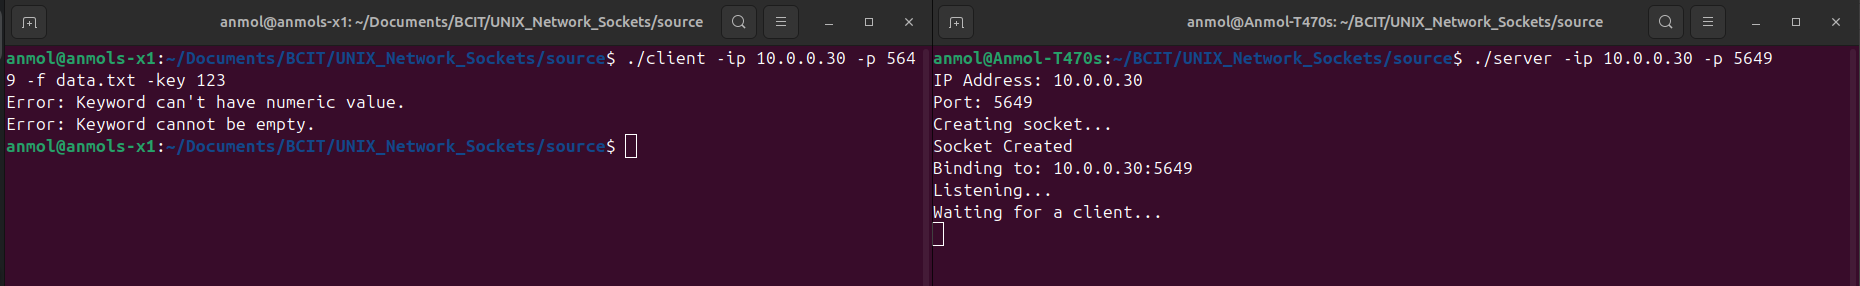 anmol@anmols-x1: ~/Documents/BCIT/UNIX_Network_Sockets/source
anmol@anmols-x1:~/Documents/BCIT/UNIX_Network_Sockets/source$ ./client -ip 10.0.0.30 -p 564
9 -f data.txt -key 123
Error: Keyword can't have numeric value.
Error: Keyword cannot be empty.
anmol@anmols-x1:~/Documents/BCIT/UNIX_Network_Sockets/source$
anmol@Anmol-T470s: ~/BCIT/UNIX_Network_Sockets/source
anmol@Anmol-T470s:~/BCIT/UNIX_Network_Sockets/source$ ./server -ip 10.0.0.30 -p 5649
IP Address: 10.0.0.30
Port: 5649
Creating socket...
Socket Created
Binding to: 10.0.0.30:5649
Listening...
Waiting for a client...